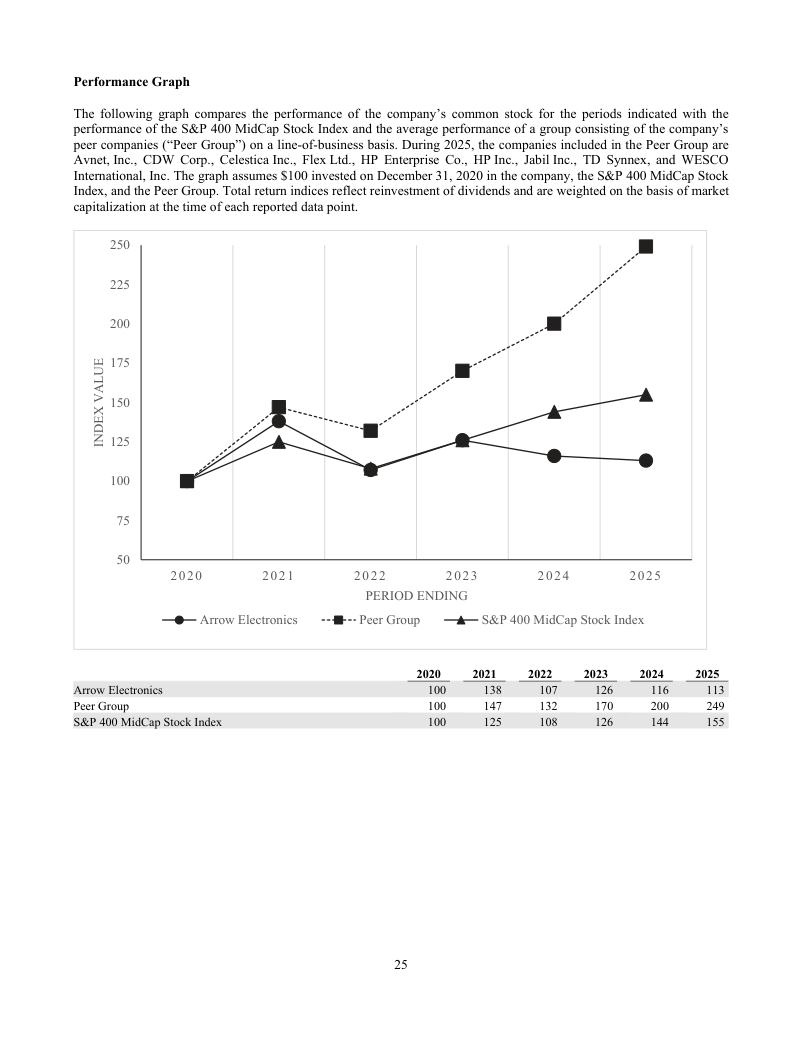 Performance Graph
The following graph compares the performance of the company’s common stock for the periods indicated with the
performance of the S&P 400 MidCap Stock Index and the average performance of a group consisting of the company’s
peer companies (“Peer Group”) on a line-of-business basis. During 2025, the companies included in the Peer Group are
Avnet, Inc., CDW Corp., Celestica Inc., Flex Ltd., HP Enterprise Co., HP Inc., Jabil Inc., TD Synnex, and WESCO
International, Inc. The graph assumes $100 invested on December 31, 2020 in the company, the S&P 400 MidCap Stock
Index, and the Peer Group. Total return indices reflect reinvestment of dividends and are weighted on the basis of market
capitalization at the time of each reported data point.
INDEX VALUE
250
225
200
175
150
125
100
75
50
2020 2021 2022 2023 2024 2025
PERIOD ENDING
Arrow Electronics Peer Group S&P 400 MidCap Stock Index
2020 2021 2022 2023 2024 2025
Arrow Electronics 100 138 107 126 116 113
Peer Group 100 147 132 170 200 249
S&P 400 MidCap Stock Index 100 125 108 126 144 155
25